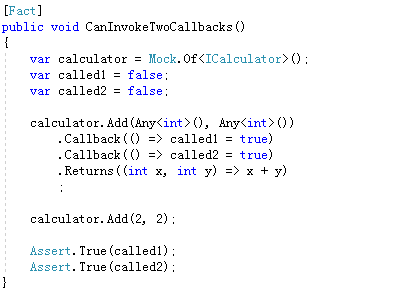 [Fact]
public void CanInvokeTwoCallbacks()
{
var calculator = Mock.Of<ICalculator>();
var called1 = false;
var called2 = false;
calculator.Add(Any<int>(), Any<int>())
.Callback(() => called1 = true)
.Callback(() => called2 = true)
.Returns((int x, int y) => x + y)
;
calculator.Add(2, 2);
Assert.True(called1);
Assert.True(called2);
}